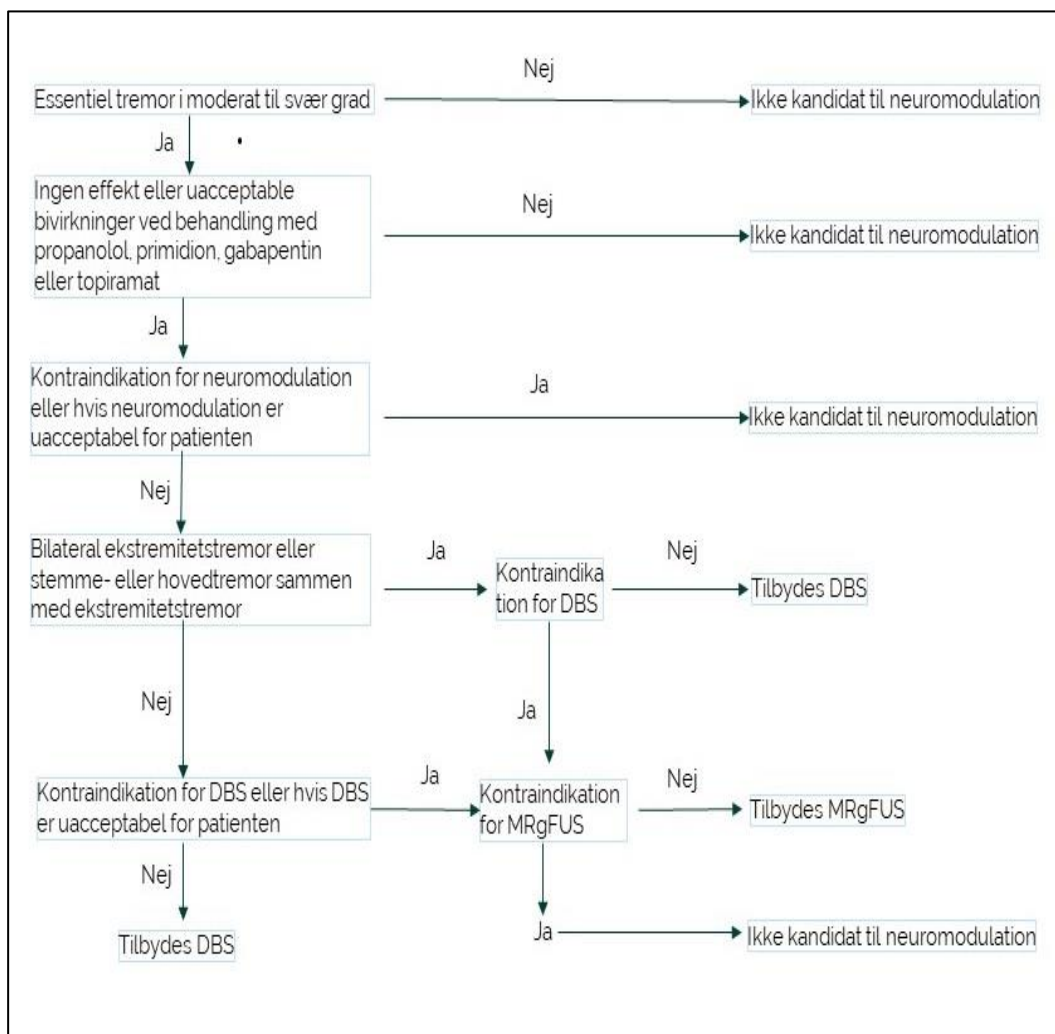 Nej
Essentiel tremor i moderat til svær grad
Ikke kandidat til neuromodulation
Ja
Ingen effekt eller uacceptable
bivirkninger ved behandling med
propanolol, primidion, gabapentin
eller topiramat
Nej
Ikke kandidat til neuromodulation
Ja
Kontraindikation for neuromodulation
eller hvis neuromodulation er
uacceptabel for patienten
Ja
Ikke kandidat til neuromodulation
Nej
Bilateral ekstremitetstremor eller
stemme- eller hovedtremor sammen
med ekstremitetstremor
Ja
Kontraindika
tion for DBS
Nej
Tilbydes DBS
Nej
Ja
Kontraindikation for DBS eller hvis DBS
er uacceptabel for patienten
Ja
Kontraindikation
for MRgFUS
Nej
Tilbydes MRgFUS
Nej
Tilbydes DBS
Ja
Ikke kandidat til neuromodulation